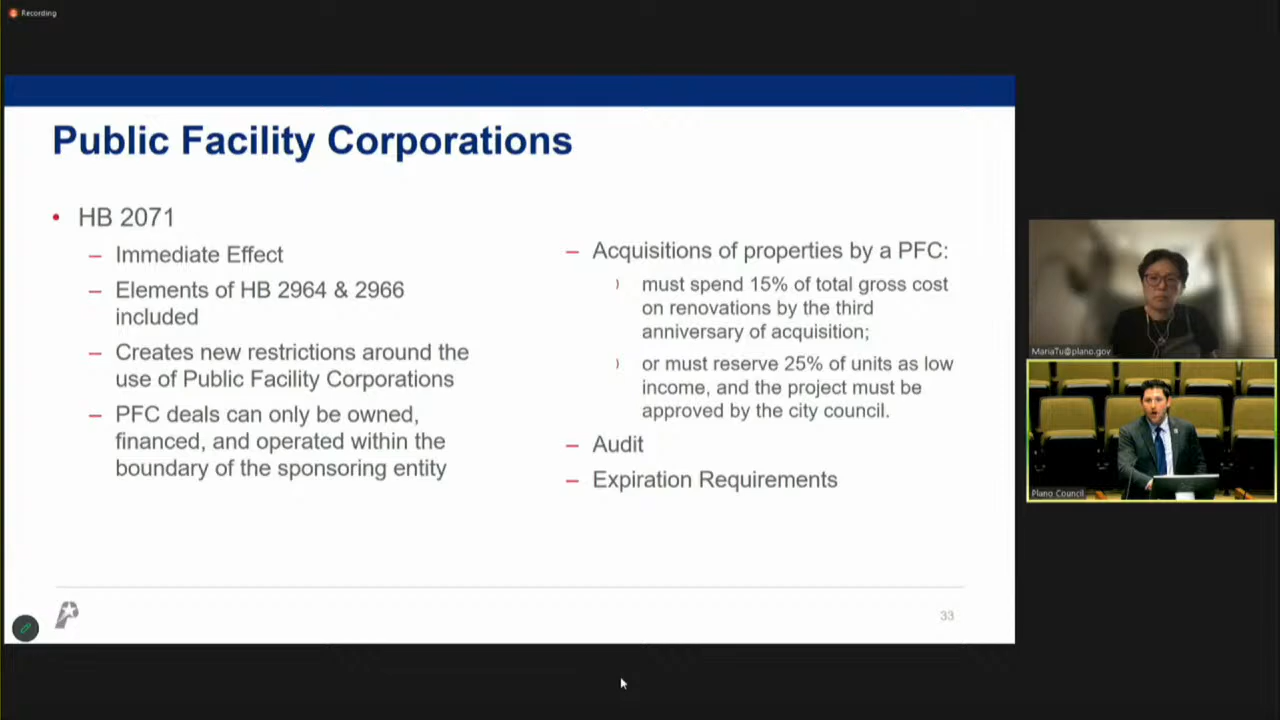 Recording
Public Facility Corporations
• HB 2071
– Immediate Effect
– Elements of HB 2964 & 2966
included
– Creates new restrictions around the
use of Public Facility Corporations
– PFC deals can only be owned,
financed, and operated within the
boundary of the sponsoring entity
– Acquisitions of properties by a PFC:
⟩ must spend 15% of total gross cost
on renovations by the third
anniversary of acquisition;
⟩ or must reserve 25% of units as low
income, and the project must be
approved by the city council.
– Audit
– Expiration Requirements
33
MariaTu@plano.gov
Plano Council